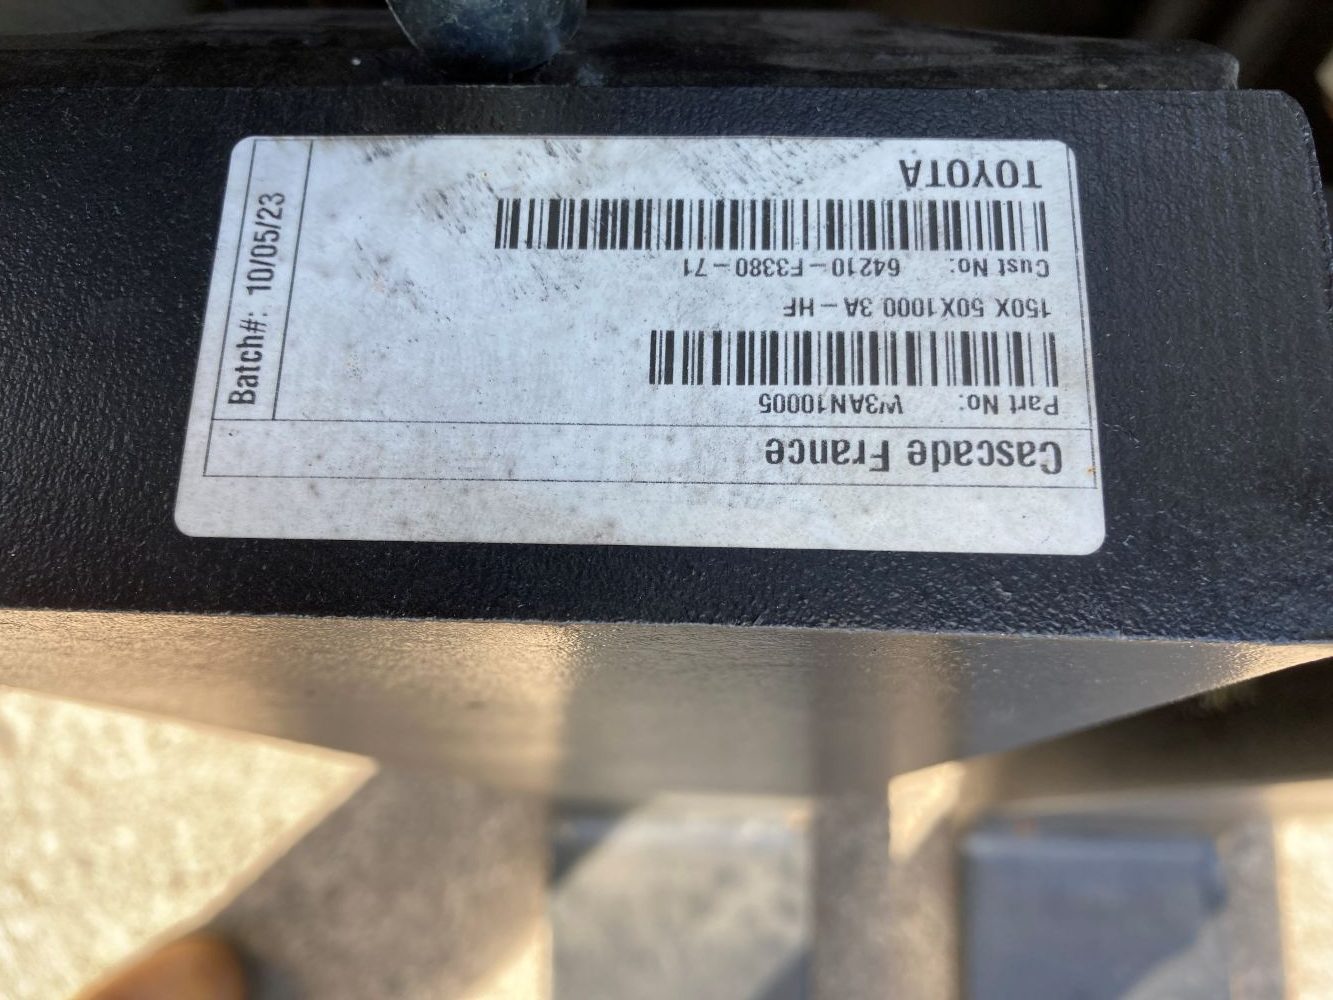 Cascade France
Part No: W3AN10005
150X 50X1000 3A-HF
Cust No: 64210-F3380-71
TOYOTA
Batch#: 10/05/23